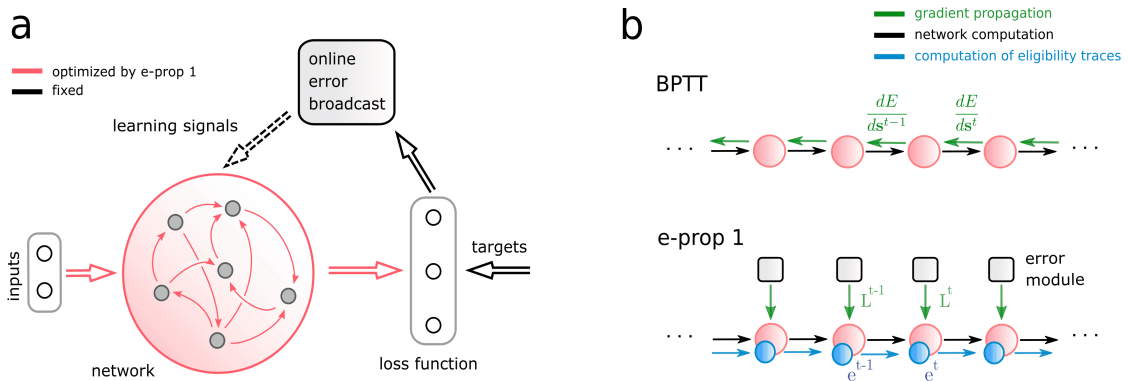 a
online
error
broadcast
optimized by e-prop 1
fixed
learning signals
inputs
targets
network
loss function
b
gradient propagation
network computation
computation of eligibility traces
BPTT
dE/ds^{t−1} dE/ds^t
. . . . . .
e-prop 1
error
module
L^{t-1} L^t
. . . . . .
e^{t-1} e^t